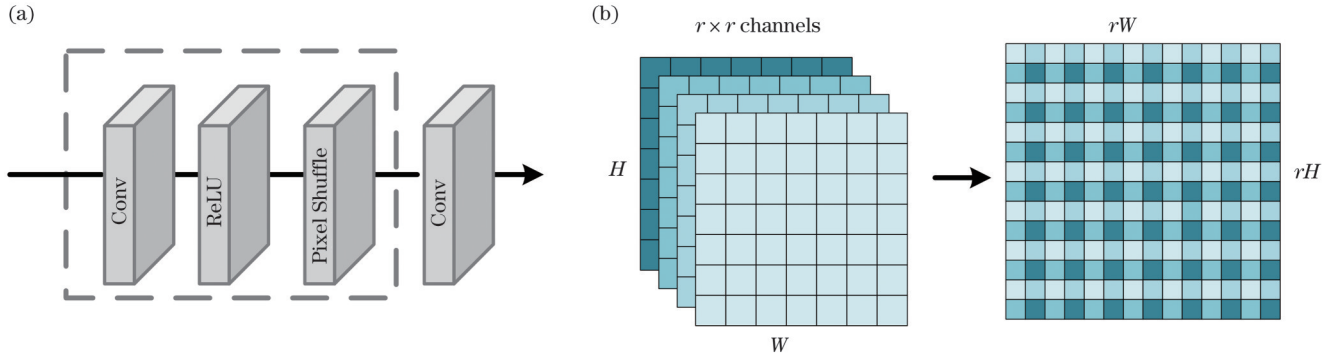 (a)
Conv
ReLU
Pixel Shuffle
Conv
(b)
r × r channels
H
W
rW
rH